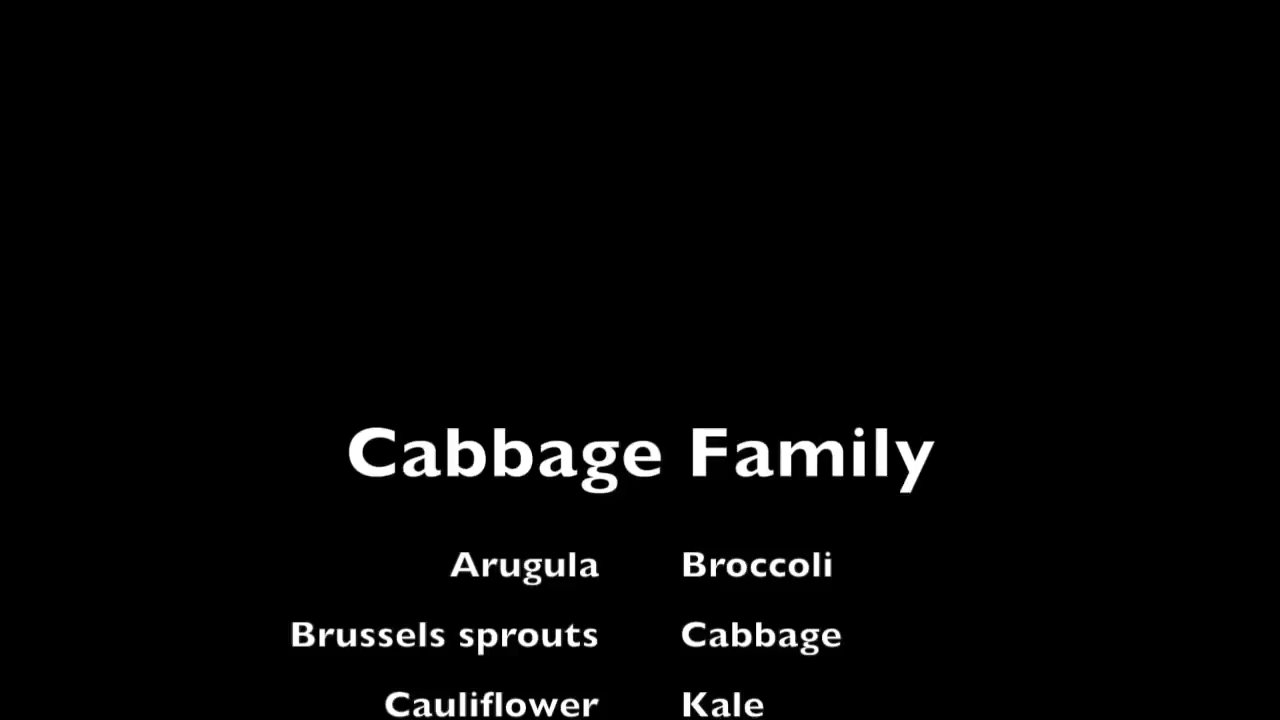 Cabbage Family
Arugula Broccoli
Brussels sprouts Cabbage
Cauliflower Kale